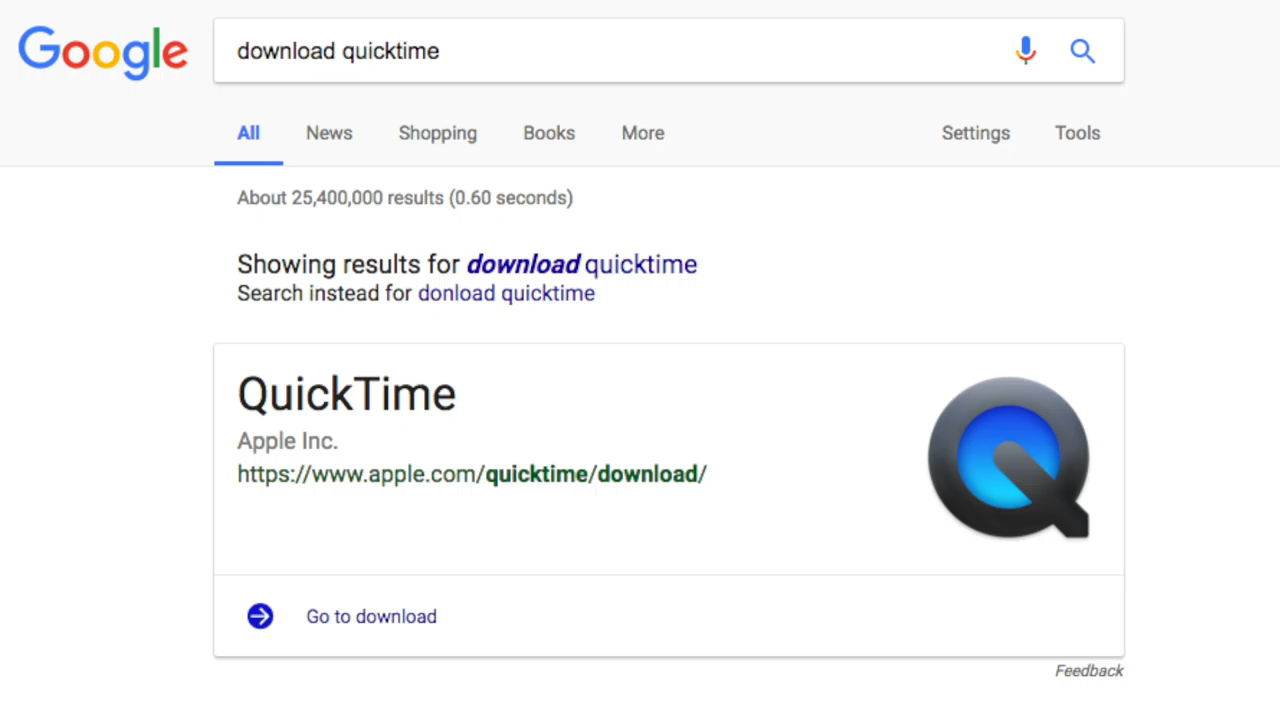 Google
download quicktime
All News Shopping Books More Settings Tools
About 25,400,000 results (0.60 seconds)
Showing results for download quicktime
Search instead for donload quicktime
QuickTime
Apple Inc.
https://www.apple.com/quicktime/download/
Go to download
Feedback